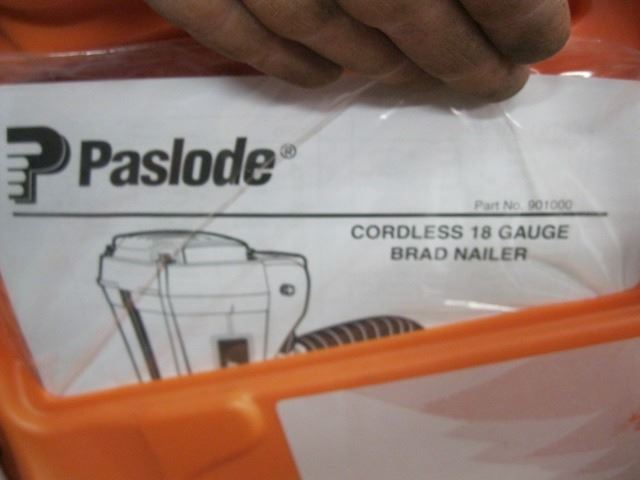 Paslode®
Part No. 901000
CORDLESS 18 GAUGE
BRAD NAILER